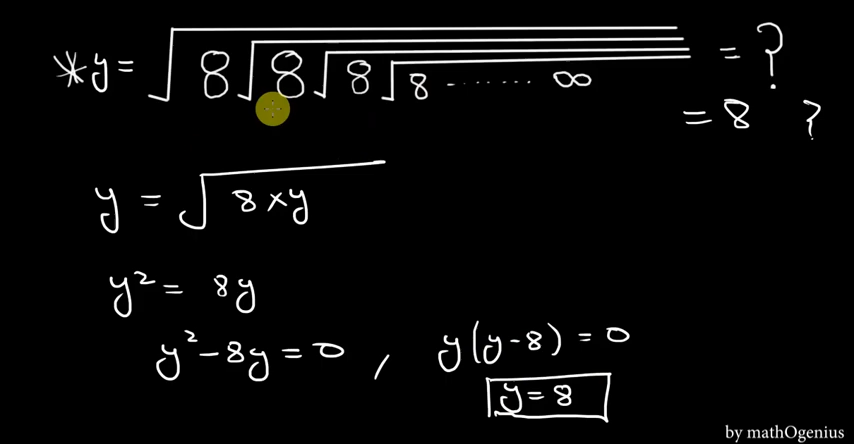 * y = √8√8√8√8 ....... ∞ = ?
= 8 ?
y = √8 × y
y² = 8y
y² - 8y = 0 , y(y - 8) = 0
y = 8
by mathOgenius